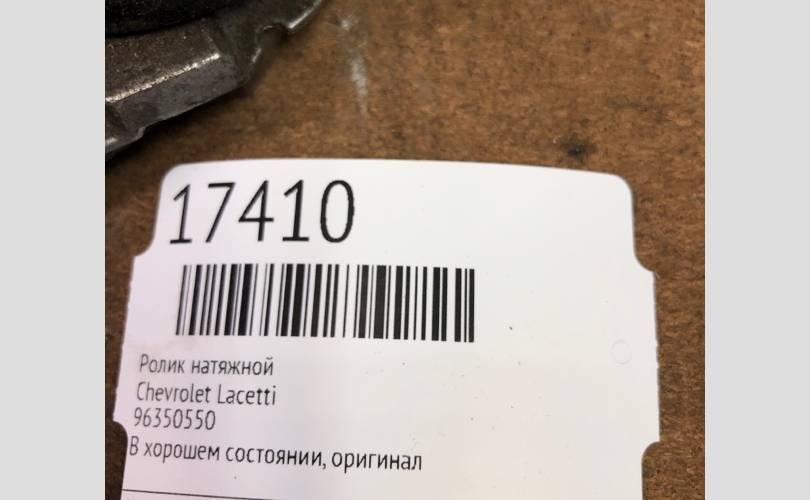 17410
Ролик натяжной
Chevrolet Lacetti
96350550
В хорошем состоянии, оригинал